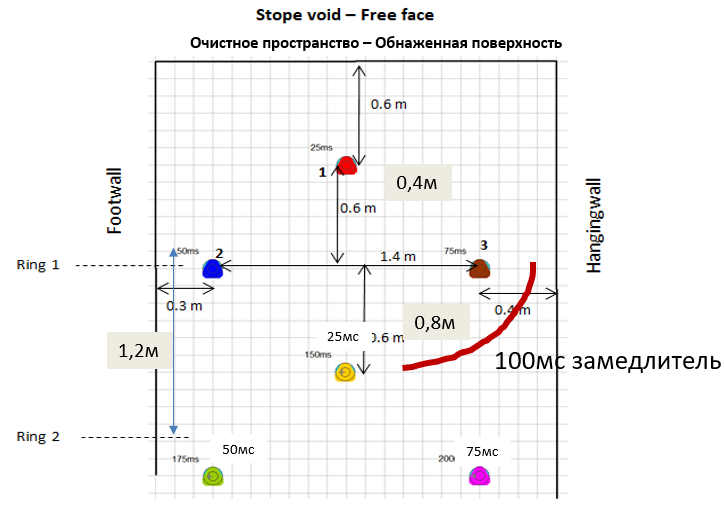 Stope void – Free face
Очистное пространство – Обнаженная поверхность
0.6 m
25ms
1
0,4м
0.6 m
Footwall
Hangingwall
50ms
2
75ms
3
Ring 1
1.4 m
0.3 m
0.4 m
0,8м
25мс
0.6 m
1,2м
150ms
100мс замедлитель
Ring 2
50мс
75мс
175ms